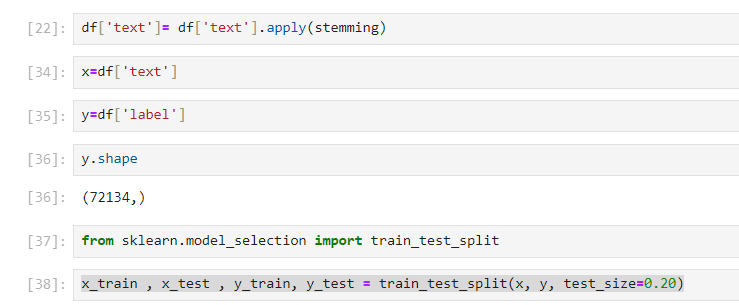 [22]: df['text']= df['text'].apply(stemming)
[34]: x=df['text']
[35]: y=df['label']
[36]: y.shape
[36]: (72134,)
[37]: from sklearn.model_selection import train_test_split
[38]: x_train , x_test , y_train, y_test = train_test_split(x, y, test_size=0.20)